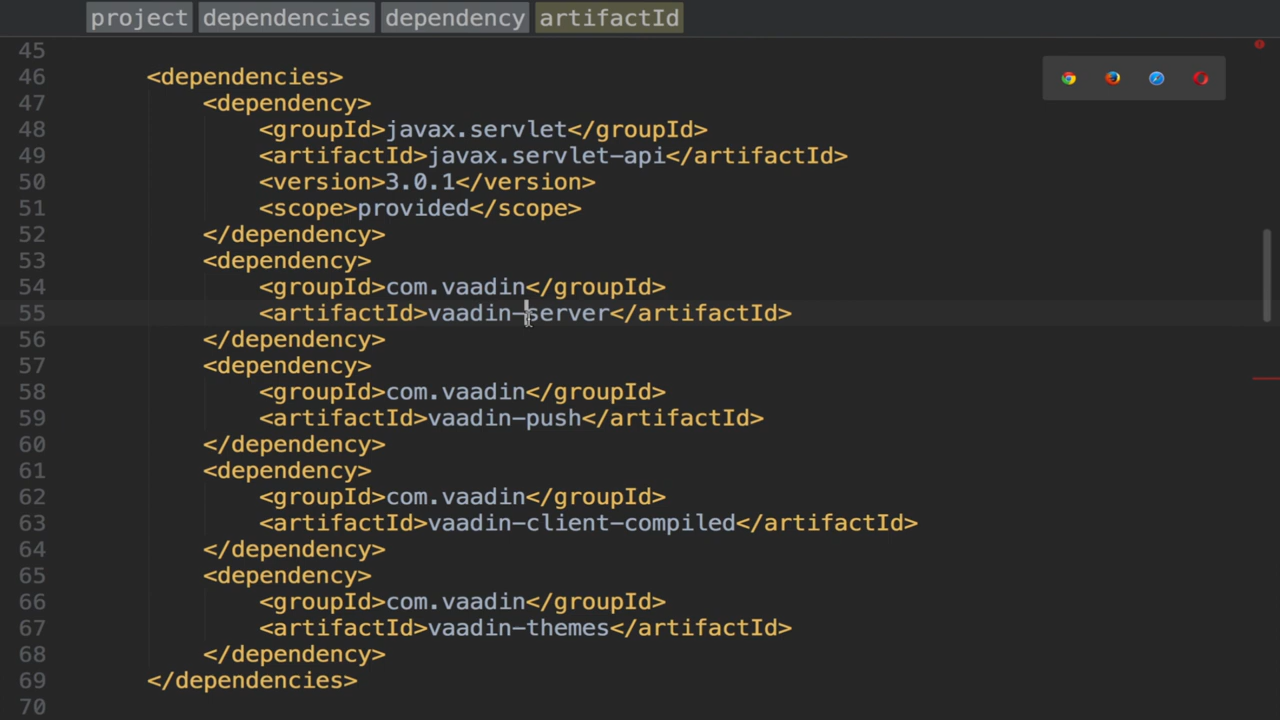 project dependencies dependency artifactId
45
46 <dependencies>
47 <dependency>
48 <groupId>javax.servlet</groupId>
49 <artifactId>javax.servlet-api</artifactId>
50 <version>3.0.1</version>
51 <scope>provided</scope>
52 </dependency>
53 <dependency>
54 <groupId>com.vaadin</groupId>
55 <artifactId>vaadin-server</artifactId>
56 </dependency>
57 <dependency>
58 <groupId>com.vaadin</groupId>
59 <artifactId>vaadin-push</artifactId>
60 </dependency>
61 <dependency>
62 <groupId>com.vaadin</groupId>
63 <artifactId>vaadin-client-compiled</artifactId>
64 </dependency>
65 <dependency>
66 <groupId>com.vaadin</groupId>
67 <artifactId>vaadin-themes</artifactId>
68 </dependency>
69 </dependencies>
70